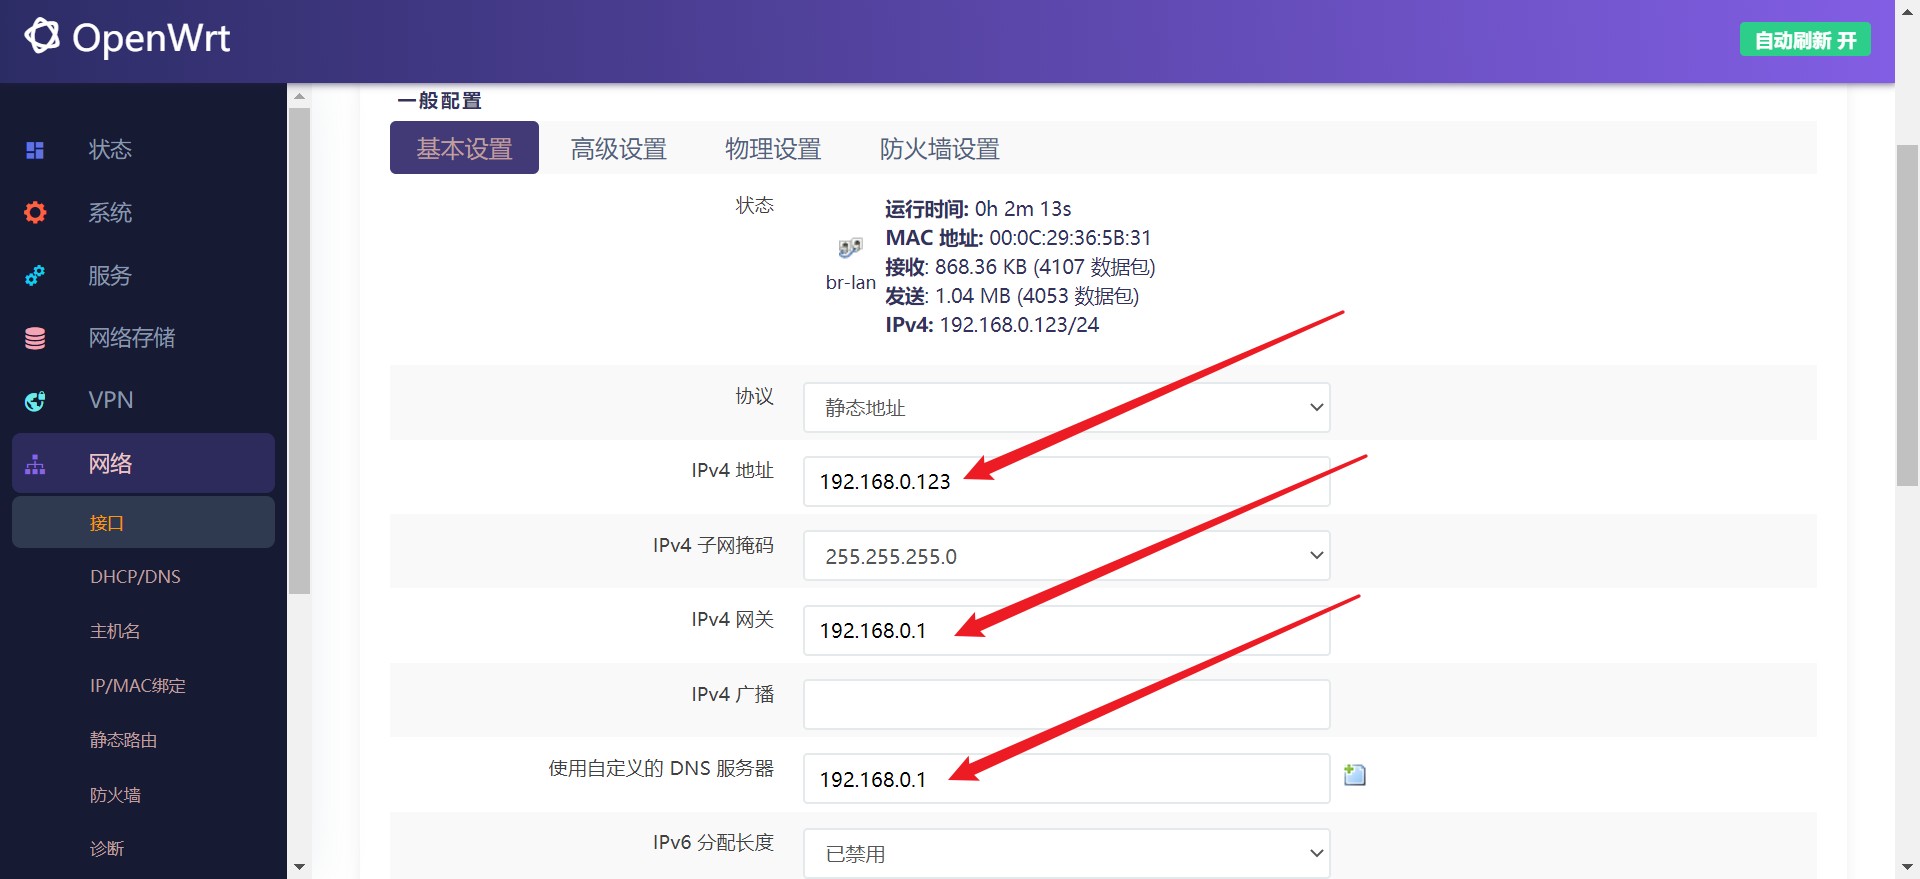 OpenWrt
自动刷新 开
状态
系统
服务
网络存储
VPN
网络
接口
DHCP/DNS
主机名
IP/MAC绑定
静态路由
防火墙
诊断
一般配置
基本设置 高级设置 物理设置 防火墙设置
状态
br-lan
运行时间: 0h 2m 13s
MAC 地址: 00:0C:29:36:5B:31
接收: 868.36 KB (4107 数据包)
发送: 1.04 MB (4053 数据包)
IPv4: 192.168.0.123/24
协议 静态地址
IPv4 地址 192.168.0.123
IPv4 子网掩码 255.255.255.0
IPv4 网关 192.168.0.1
IPv4 广播
使用自定义的 DNS 服务器 192.168.0.1
IPv6 分配长度 已禁用